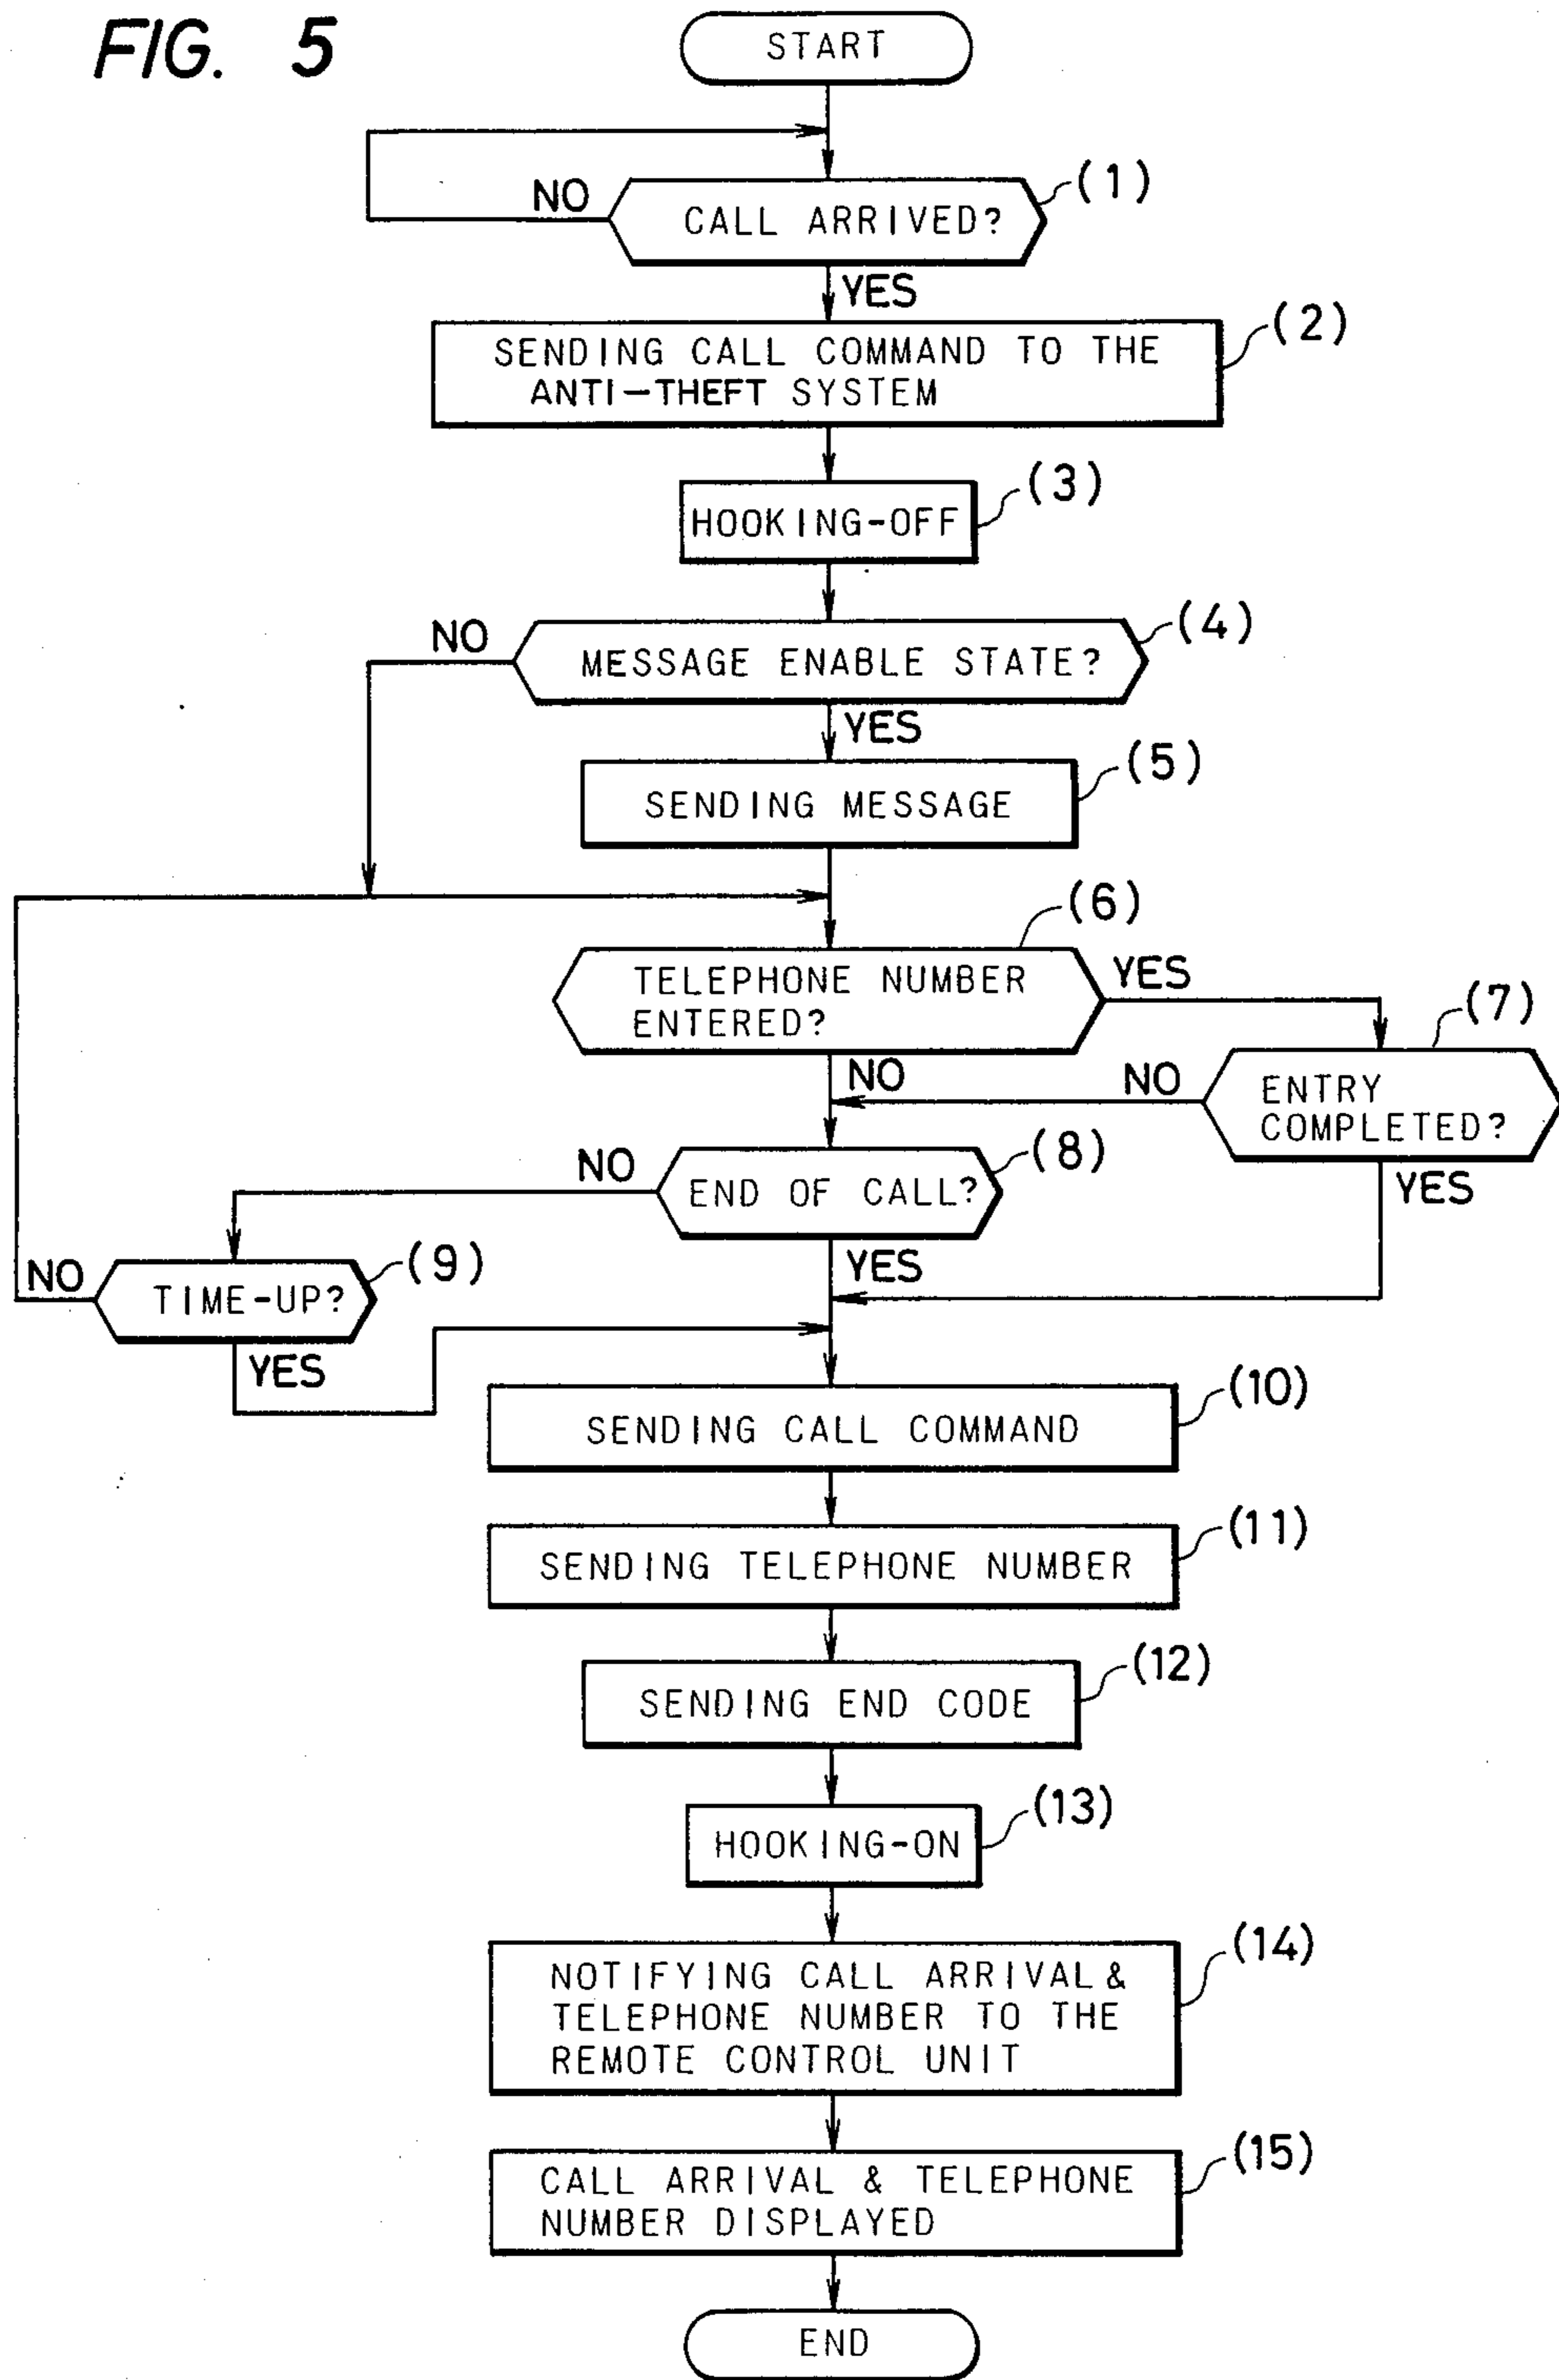 FIG. 5
START
(1)
NO
CALL ARRIVED?
YES
(2)
SENDING CALL COMMAND TO THE
ANTI-THEFT SYSTEM
(3)
HOOKING-OFF
(4)
NO
MESSAGE ENABLE STATE?
YES
(5)
SENDING MESSAGE
(6)
TELEPHONE NUMBER
ENTERED?
YES
(7)
NO
NO
ENTRY
COMPLETED?
(8)
NO
END OF CALL?
YES
(9)
NO
TIME-UP?
YES
YES
(10)
SENDING CALL COMMAND
(11)
SENDING TELEPHONE NUMBER
(12)
SENDING END CODE
(13)
HOOKING-ON
(14)
NOTIFYING CALL ARRIVAL &
TELEPHONE NUMBER TO THE
REMOTE CONTROL UNIT
(15)
CALL ARRIVAL & TELEPHONE
NUMBER DISPLAYED
END